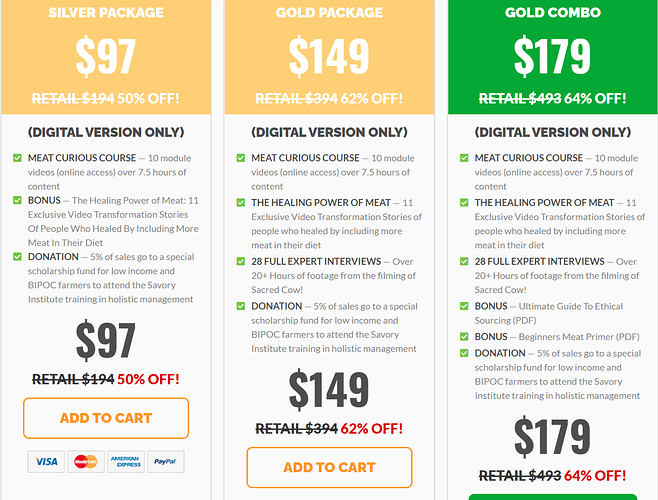 SILVER PACKAGE
$97
RETAIL $194 50% OFF!
(DIGITAL VERSION ONLY)
MEAT CURIOUS COURSE — 10 module
videos (online access) over 7.5 hours of
content
BONUS — The Healing Power of Meat: 11
Exclusive Video Transformation Stories
Of People Who Healed By Including More
Meat In Their Diet
DONATION — 5% of sales go to a special
scholarship fund for low income and
BIPOC farmers to attend the Savory
Institute training in holistic management
$97
RETAIL $194 50% OFF!
ADD TO CART
VISA
MasterCard
AMERICAN
EXPRESS
PayPal
GOLD PACKAGE
$149
RETAIL $394 62% OFF!
(DIGITAL VERSION ONLY)
MEAT CURIOUS COURSE — 10 module
videos (online access) over 7.5 hours of
content
THE HEALING POWER OF MEAT — 11
Exclusive Video Transformation Stories of
people who healed by including more
meat in their diet
28 FULL EXPERT INTERVIEWS — Over
20+ Hours of footage from the filming of
Sacred Cow!
DONATION — 5% of sales go to a special
scholarship fund for low income and
BIPOC farmers to attend the Savory
Institute training in holistic management
$149
RETAIL $394 62% OFF!
ADD TO CART
GOLD COMBO
$179
RETAIL $493 64% OFF!
(DIGITAL VERSION ONLY)
MEAT CURIOUS COURSE — 10 module
videos (online access) over 7.5 hours of
content
THE HEALING POWER OF MEAT — 11
Exclusive Video Transformation Stories of
people who healed by including more
meat in their diet
28 FULL EXPERT INTERVIEWS — Over
20+ Hours of footage from the filming of
Sacred Cow!
BONUS — Ultimate Guide To Ethical
Sourcing (PDF)
BONUS — Beginners Meat Primer (PDF)
DONATION — 5% of sales go to a special
scholarship fund for low income and
BIPOC farmers to attend the Savory
Institute training in holistic management
$179
RETAIL $493 64% OFF!